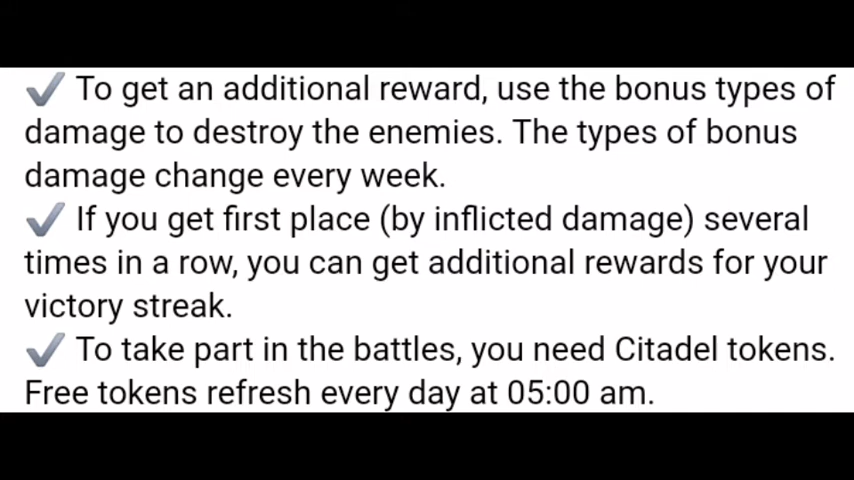 ✔ To get an additional reward, use the bonus types of
damage to destroy the enemies. The types of bonus
damage change every week.
✔ If you get first place (by inflicted damage) several
times in a row, you can get additional rewards for your
victory streak.
✔ To take part in the battles, you need Citadel tokens.
Free tokens refresh every day at 05:00 am.